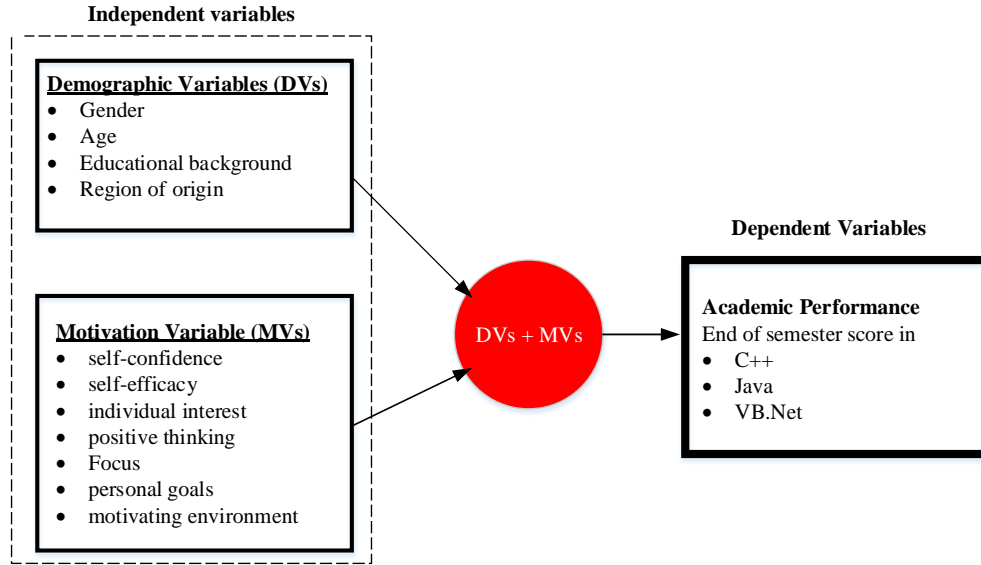 Independent variables
Demographic Variables (DVs)
• Gender
• Age
• Educational background
• Region of origin
Motivation Variable (MVs)
• self-confidence
• self-efficacy
• individual interest
• positive thinking
• Focus
• personal goals
• motivating environment
DVs + MVs
Dependent Variables
Academic Performance
End of semester score in
• C++
• Java
• VB.Net